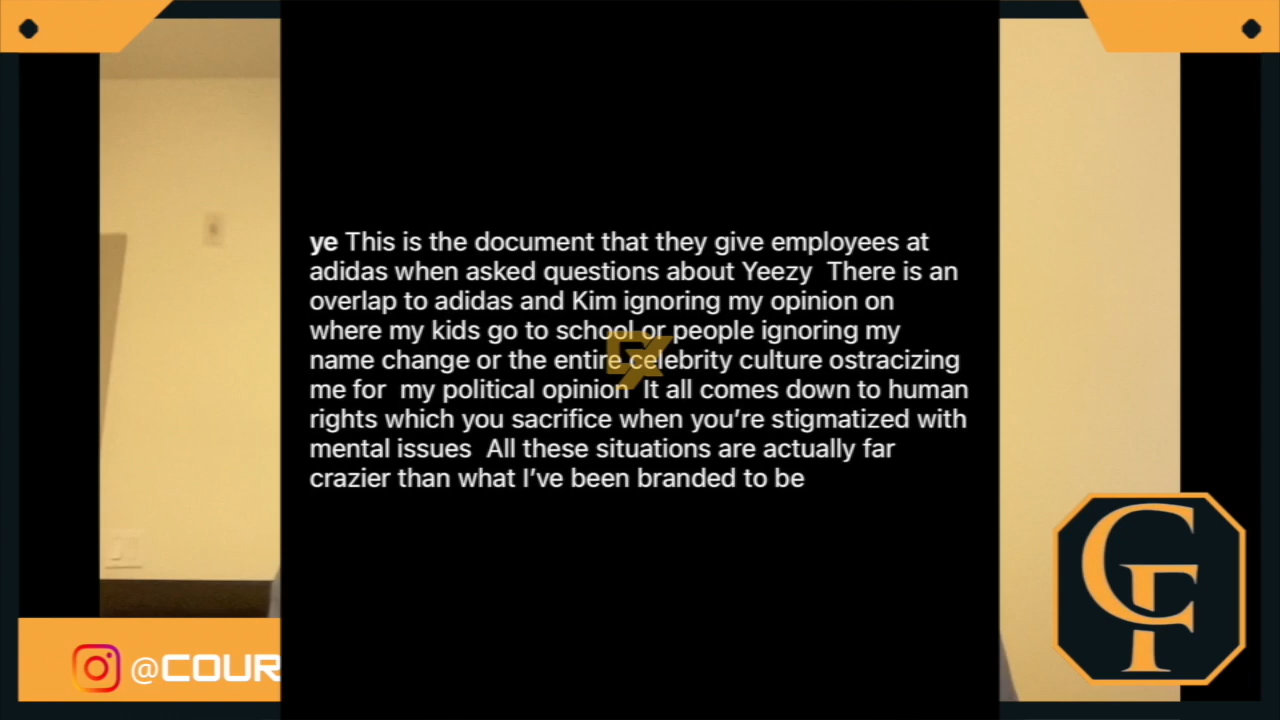 ye This is the document that they give employees at
adidas when asked questions about Yeezy  There is an
overlap to adidas and Kim ignoring my opinion on
where my kids go to school or people ignoring my
name change or the entire celebrity culture ostracizing
me for  my political opinion  It all comes down to human
rights which you sacrifice when you’re stigmatized with
mental issues  All these situations are actually far
crazier than what I’ve been branded to be
@COUR
CF